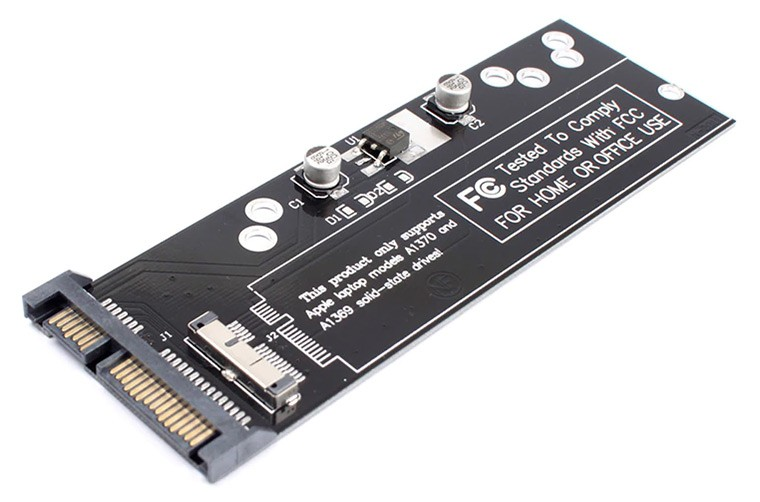 C2
U1
C1
D1
D2
FC Tested To Comply
Standards With FCC
FOR HOME OR OFFICE USE
This product only supports
Apple laptop models A1370 and
A1369 solid-state drives!
J1
J2